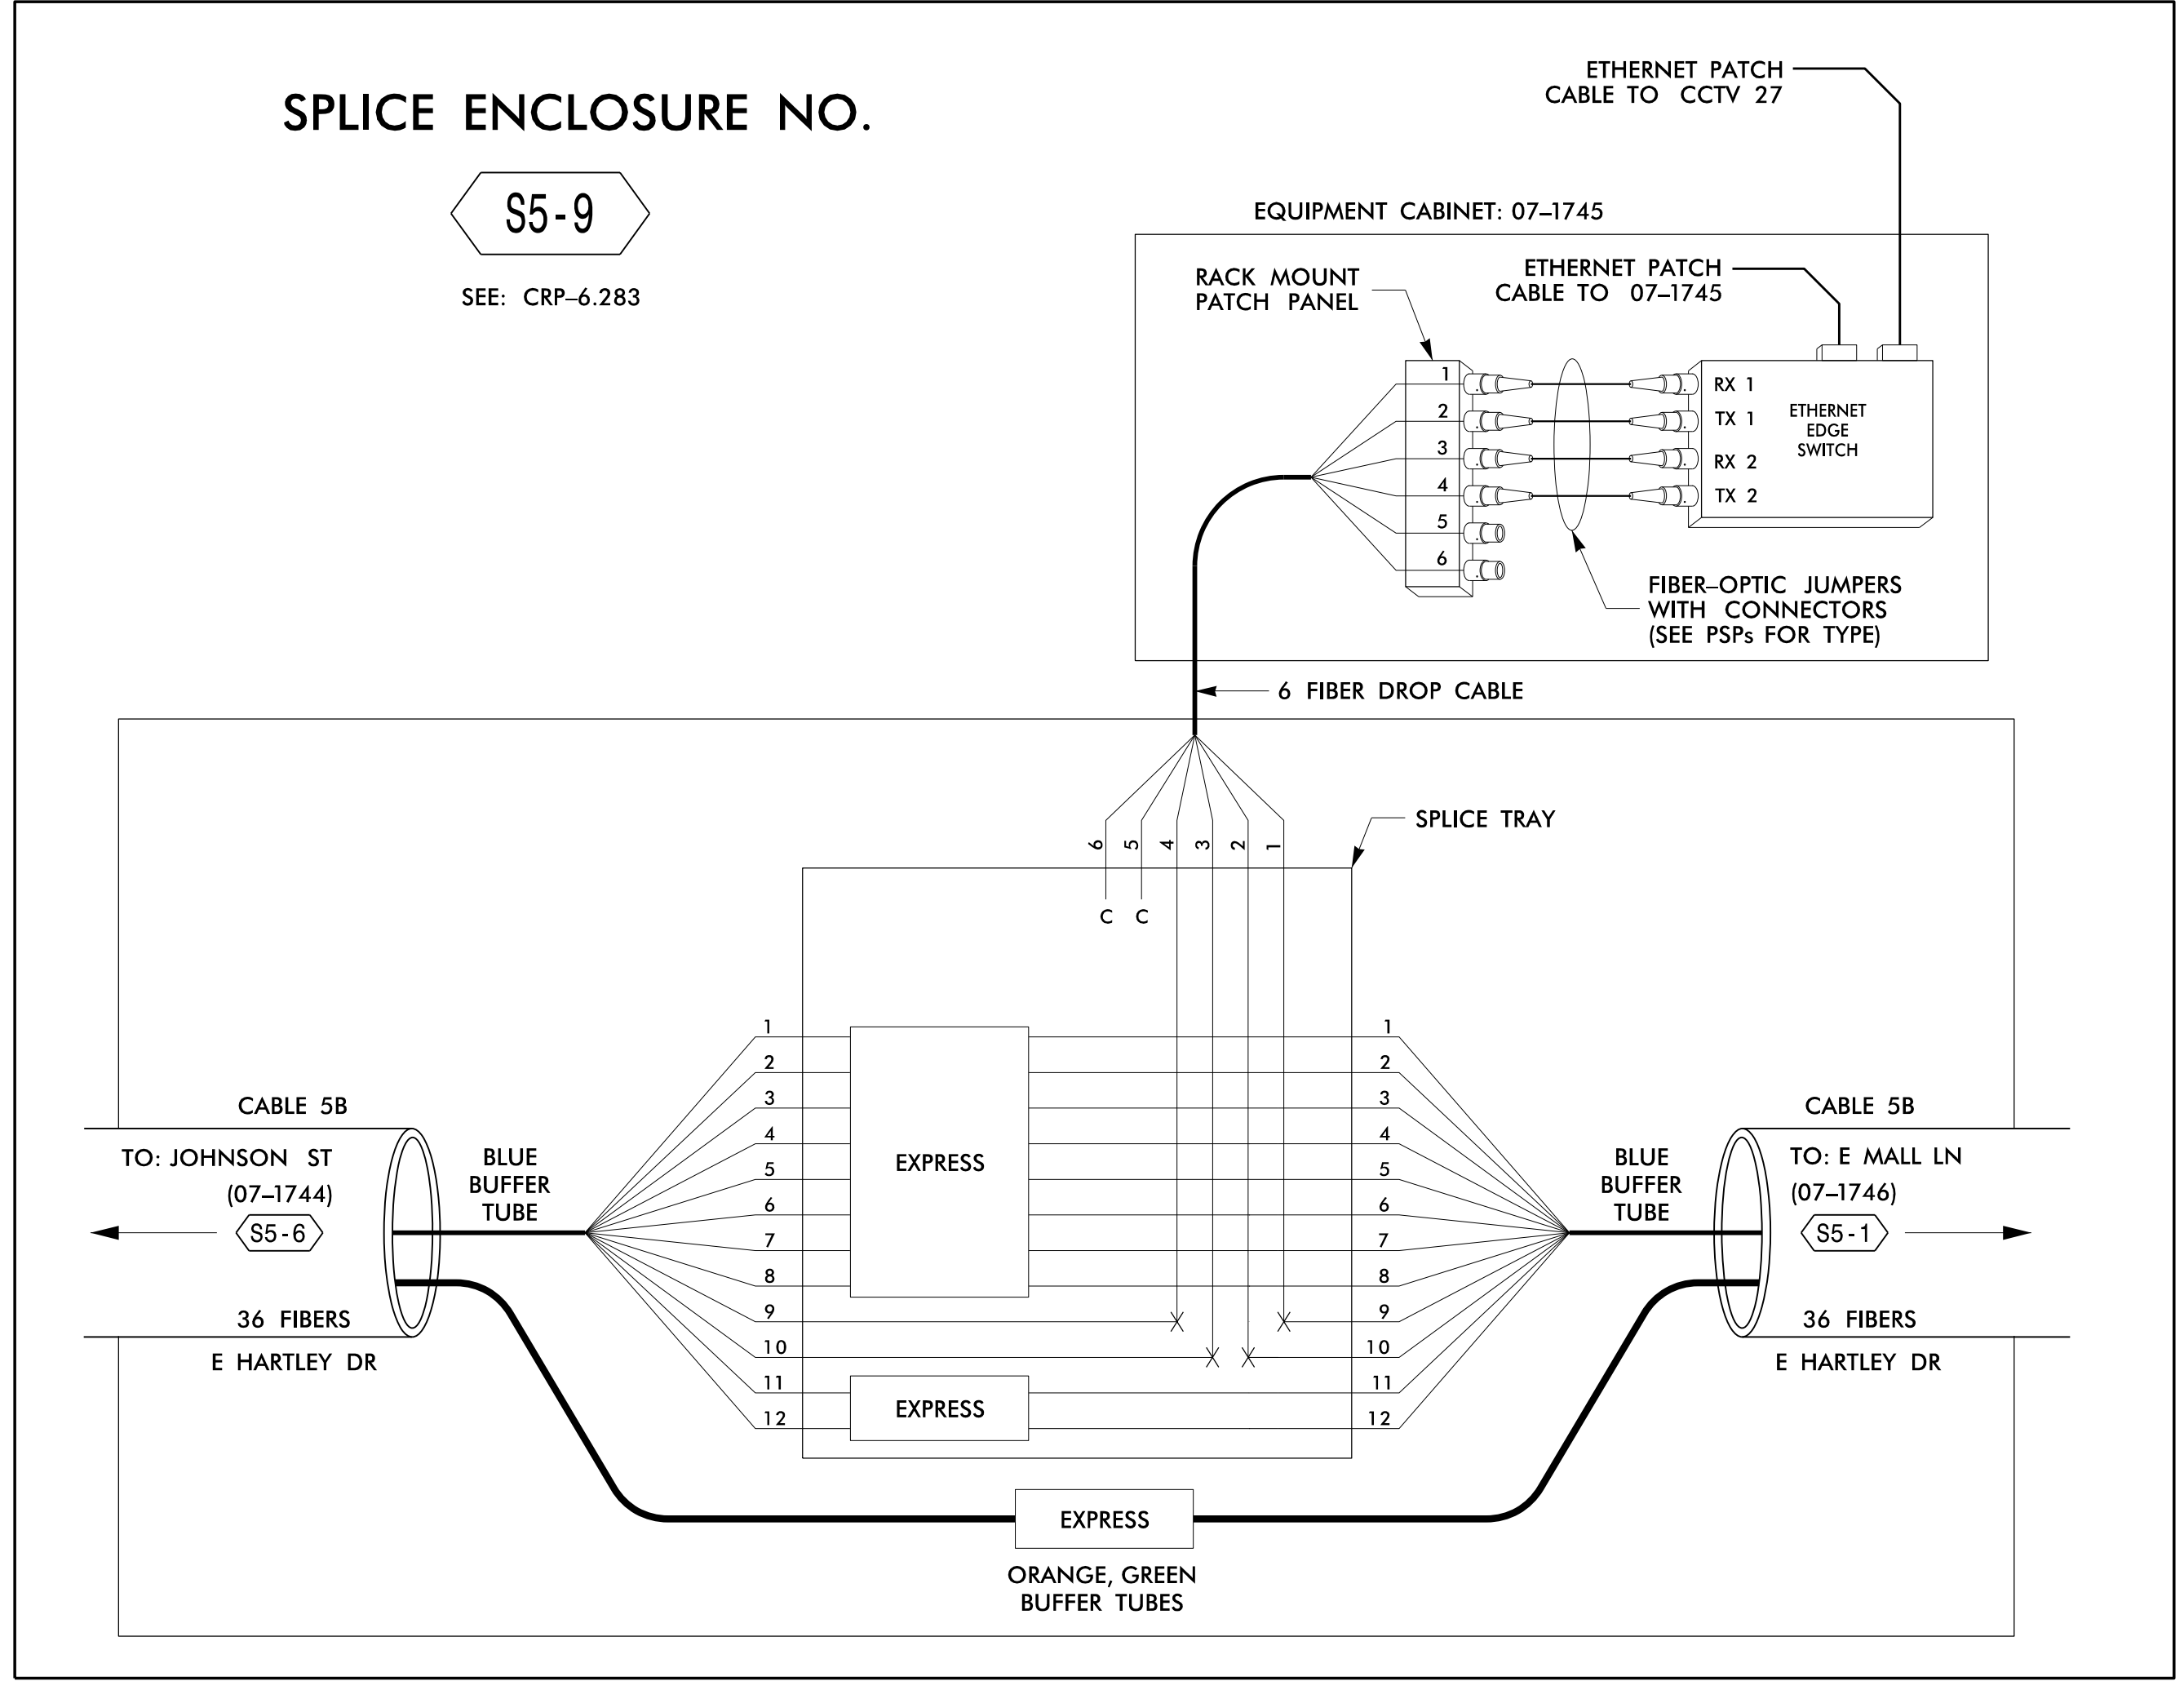 SPLICE ENCLOSURE NO.
S5-9
SEE: CRP-6.283
ETHERNET PATCH
CABLE TO CCTV 27
EQUIPMENT CABINET: 07-1745
RACK MOUNT
PATCH PANEL
ETHERNET PATCH
CABLE TO 07-1745
1
2
3
4
5
6
RX 1
TX 1
RX 2
TX 2
ETHERNET
EDGE
SWITCH
FIBER-OPTIC JUMPERS
WITH CONNECTORS
(SEE PSPs FOR TYPE)
6 FIBER DROP CABLE
SPLICE TRAY
6 5 4 3 2 1
C C
CABLE 5B
TO: JOHNSON ST
(07-1744)
S5-6
36 FIBERS
E HARTLEY DR
BLUE
BUFFER
TUBE
1
2
3
4
5
6
7
8
9
10
11
12
EXPRESS
EXPRESS
1
2
3
4
5
6
7
8
9
10
11
12
BLUE
BUFFER
TUBE
CABLE 5B
TO: E MALL LN
(07-1746)
S5-1
36 FIBERS
E HARTLEY DR
EXPRESS
ORANGE, GREEN
BUFFER TUBES